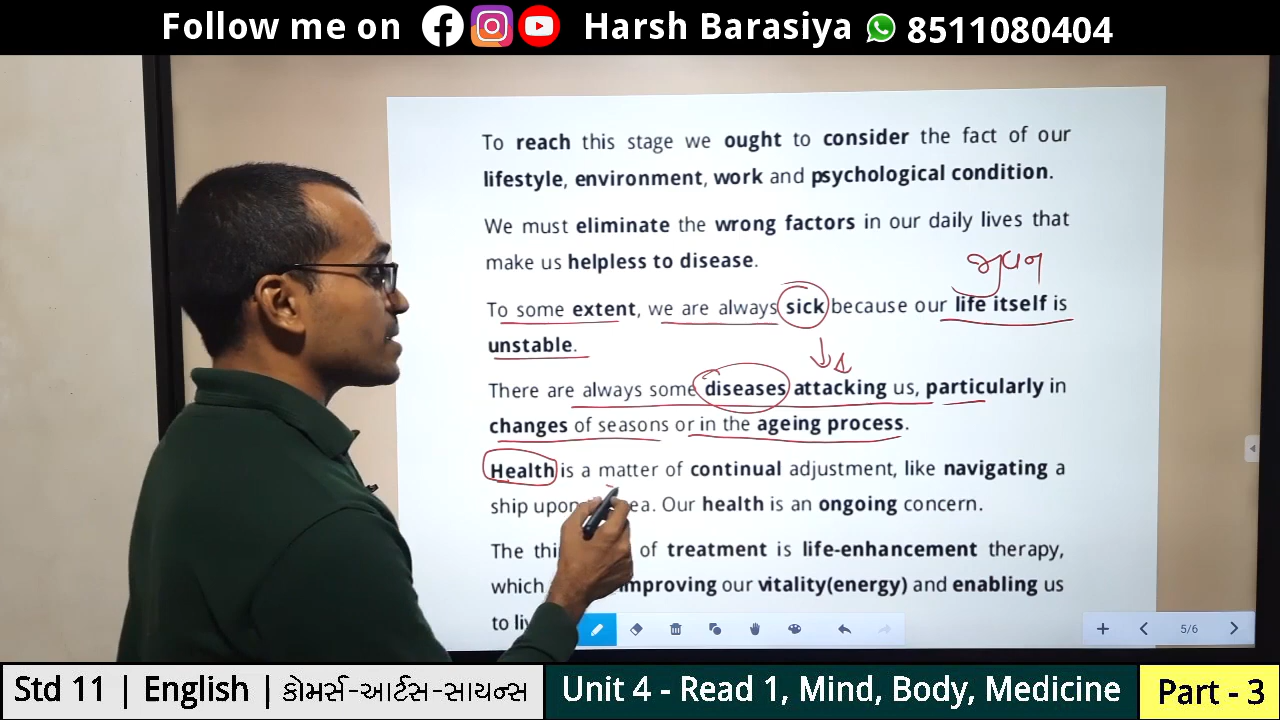 Follow me on Harsh Barasiya 8511080404
To reach this stage we ought to consider the fact of our
lifestyle, environment, work and psychological condition.
We must eliminate the wrong factors in our daily lives that
make us helpless to disease.
જીવન
To some extent, we are always sick because our life itself is
unstable.
There are always some diseases attacking us, particularly in
changes of seasons or in the ageing process.
Health is a matter of continual adjustment, like navigating a
ship upon ea. Our health is an ongoing concern.
The thi of treatment is life-enhancement therapy,
which improving our vitality(energy) and enabling us
to liv
5/6
Std 11 | English | કોમર્સ-આર્ટસ-સાયન્સ
Unit 4 - Read 1, Mind, Body, Medicine
Part - 3